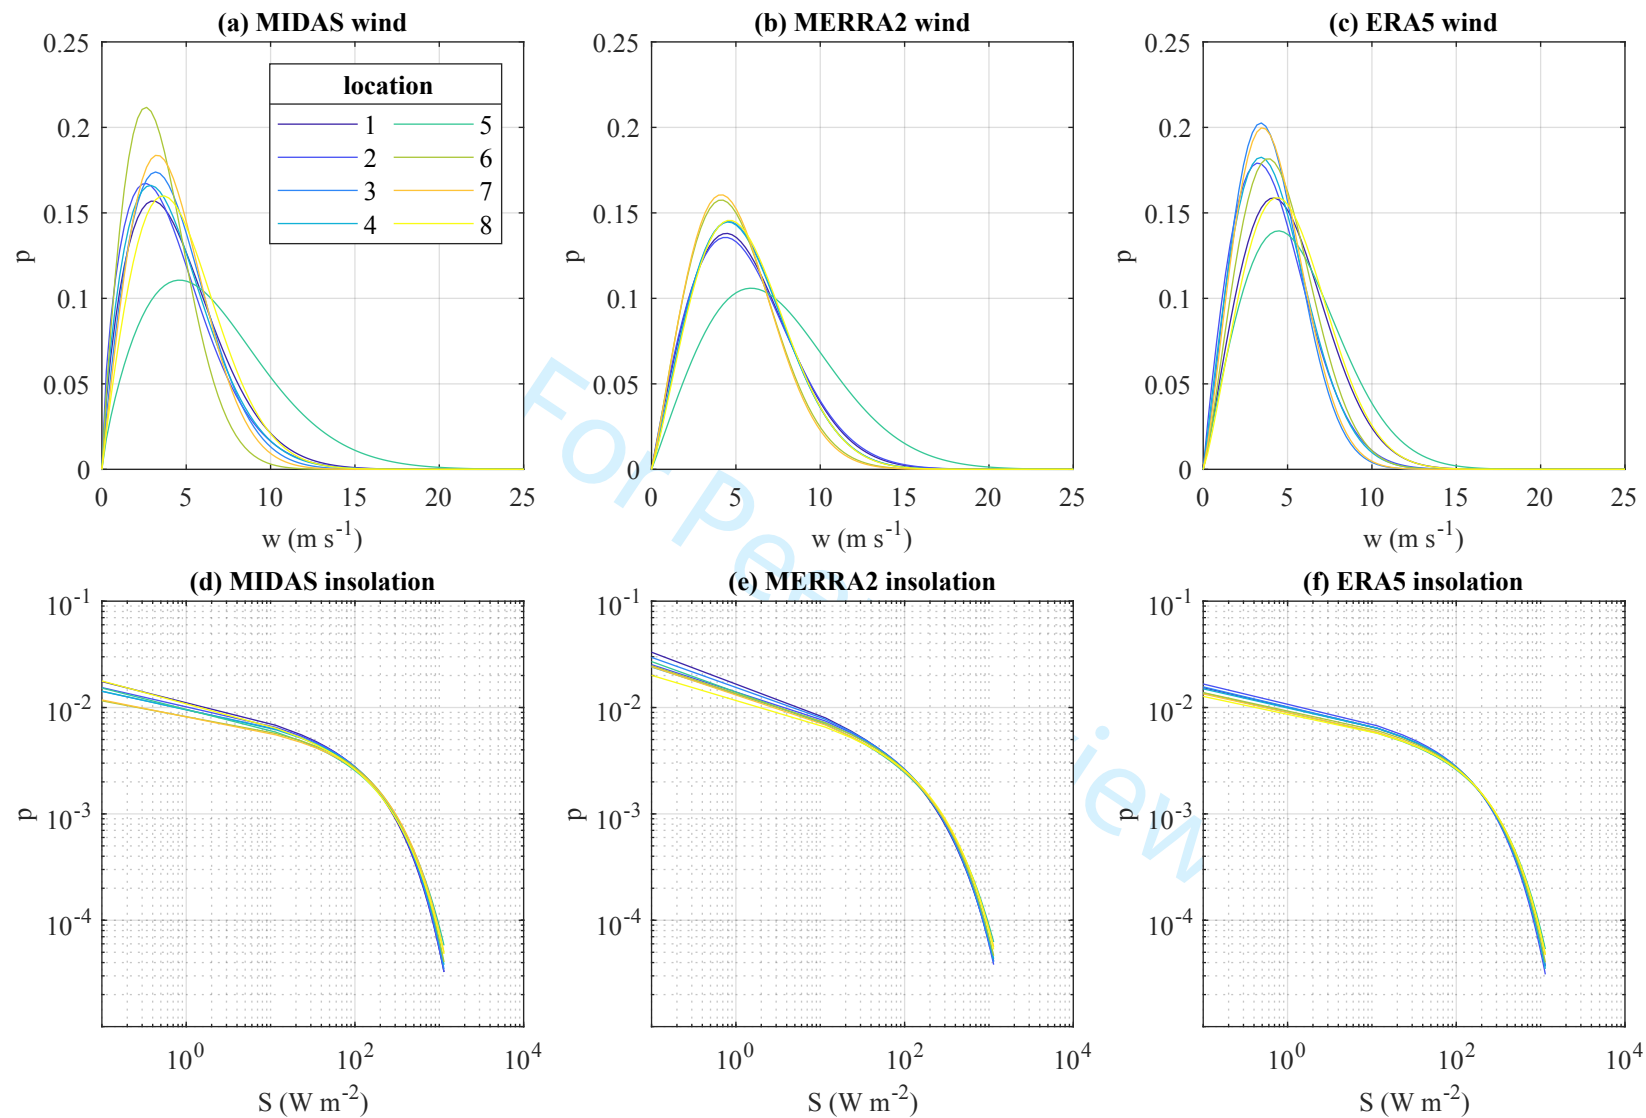 (a) MIDAS wind
(b) MERRA2 wind
(c) ERA5 wind
0.25
0.2
0.15
0.1
0.05
0
p
0 5 10 15 20 25
w (m s-1)
location
1 5
2 6
3 7
4 8
0.25
0.2
0.15
0.1
0.05
0
p
0 5 10 15 20 25
w (m s-1)
0.25
0.2
0.15
0.1
0.05
0
p
0 5 10 15 20 25
w (m s-1)
For Peer Review
(d) MIDAS insolation
(e) MERRA2 insolation
(f) ERA5 insolation
10-1
10-2
10-3
10-4
p
100 102 104
S (W m-2)
10-1
10-2
10-3
10-4
p
100 102 104
S (W m-2)
10-1
10-2
10-3
10-4
p
100 102 104
S (W m-2)